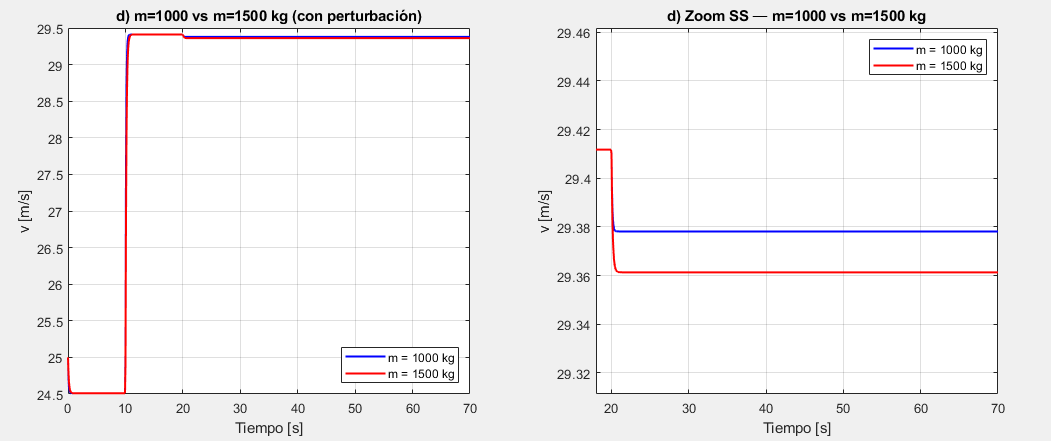 d) m=1000 vs m=1500 kg (con perturbación)
29.5
29
28.5
28
27.5
27
26.5
26
25.5
25
24.5
v [m/s]
0 10 20 30 40 50 60 70
Tiempo [s]
m = 1000 kg
m = 1500 kg
d) Zoom SS — m=1000 vs m=1500 kg
29.46
29.44
29.42
29.4
29.38
29.36
29.34
29.32
v [m/s]
20 30 40 50 60 70
Tiempo [s]
m = 1000 kg
m = 1500 kg